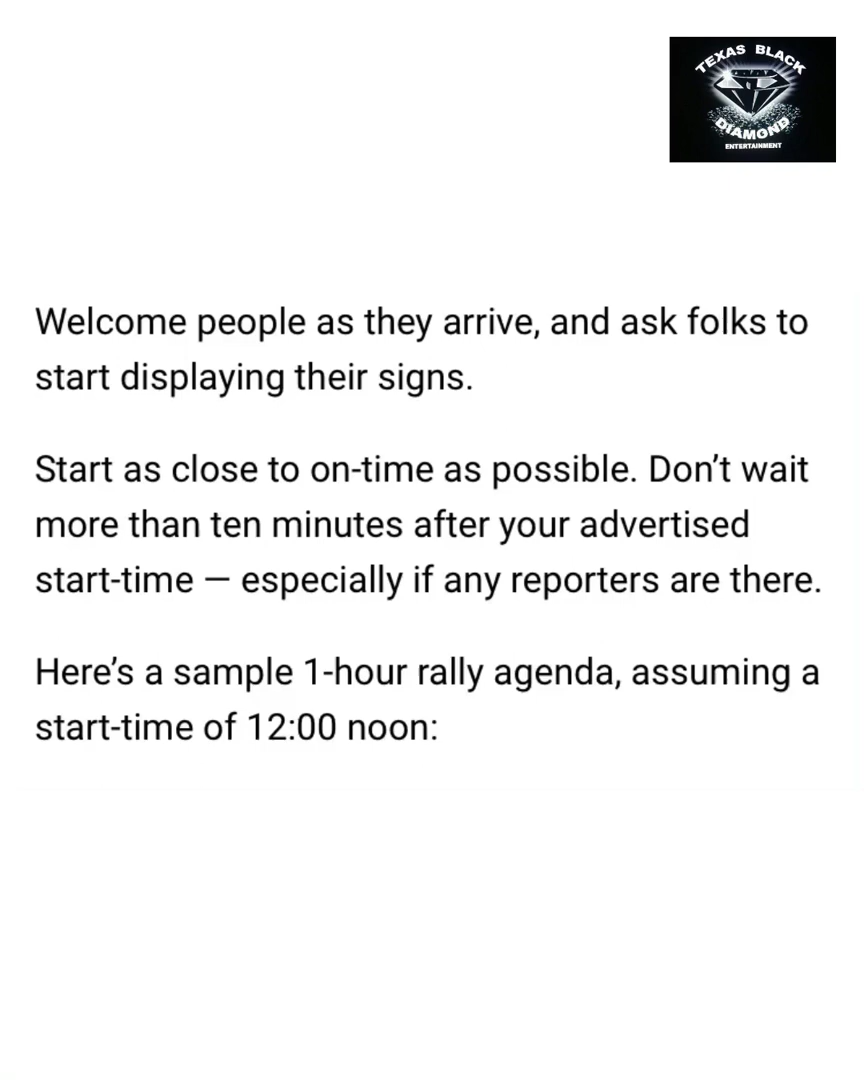 TEXAS BLACK
DIAMOND
ENTERTAINMENT
Welcome people as they arrive, and ask folks to
start displaying their signs.
Start as close to on-time as possible. Don’t wait
more than ten minutes after your advertised
start-time — especially if any reporters are there.
Here’s a sample 1-hour rally agenda, assuming a
start-time of 12:00 noon: